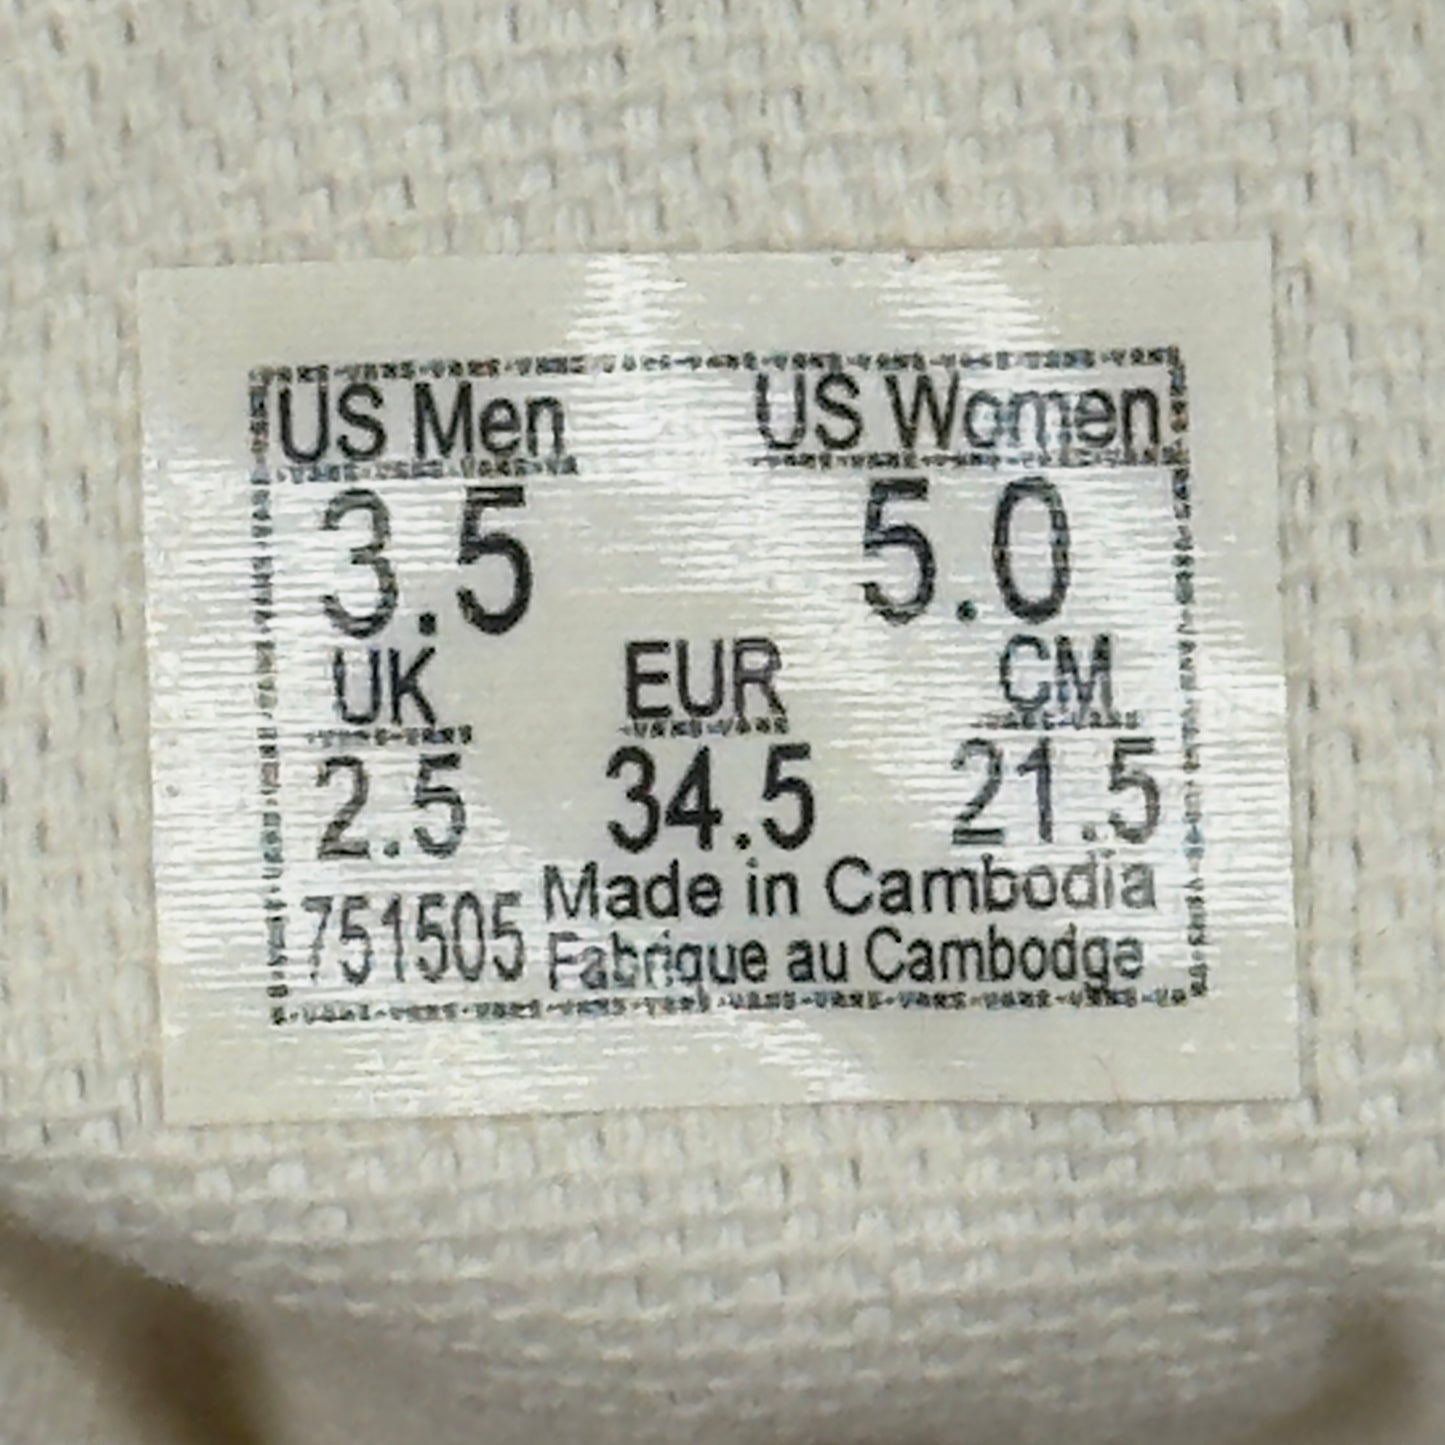 US Men US Women
3.5 5.0
UK EUR CM
2.5 34.5 21.5
751505 Made in Cambodia
Fabrique au Cambodge